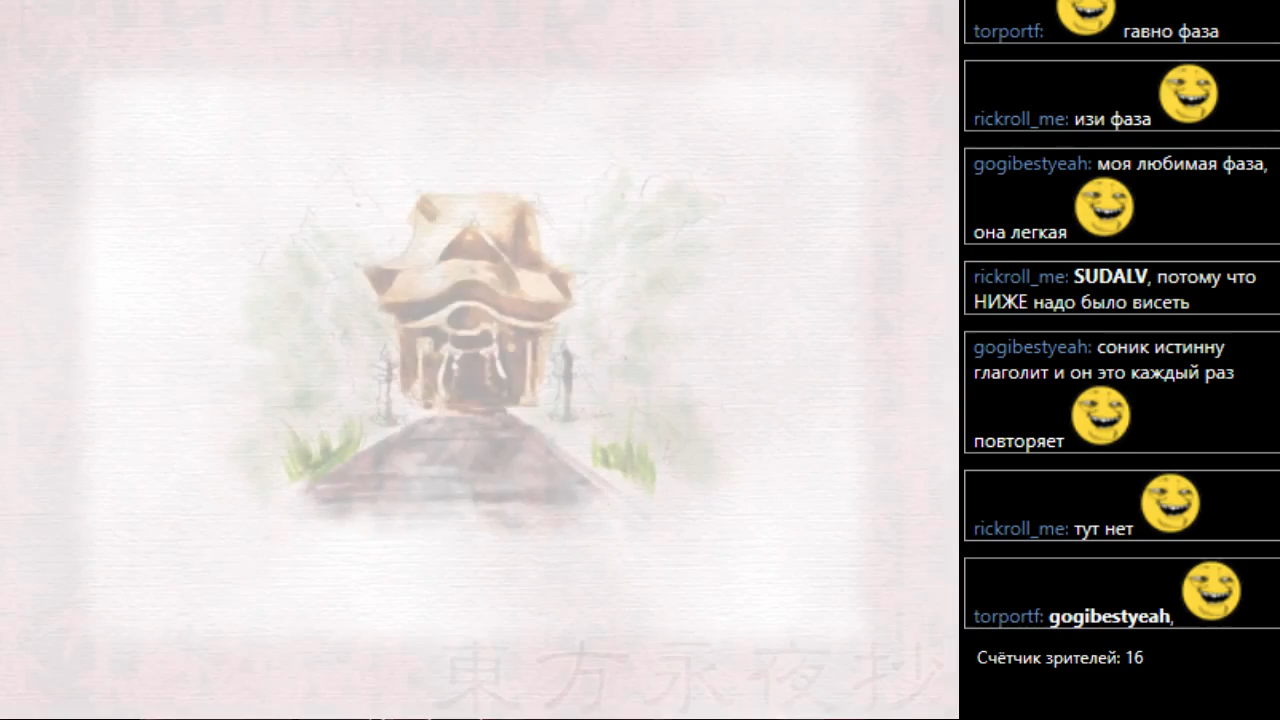 東方永夜抄
torportf: гавно фаза
rickroll_me: изи фаза
gogibestyeah: моя любимая фаза,
она легкая
rickroll_me: SUDALV, потому что
НИЖЕ надо было висеть
gogibestyeah: соник истинну
глаголит и он это каждый раз
повторяет
rickroll_me: тут нет
torportf: gogibestyeah,
Счётчик зрителей: 16